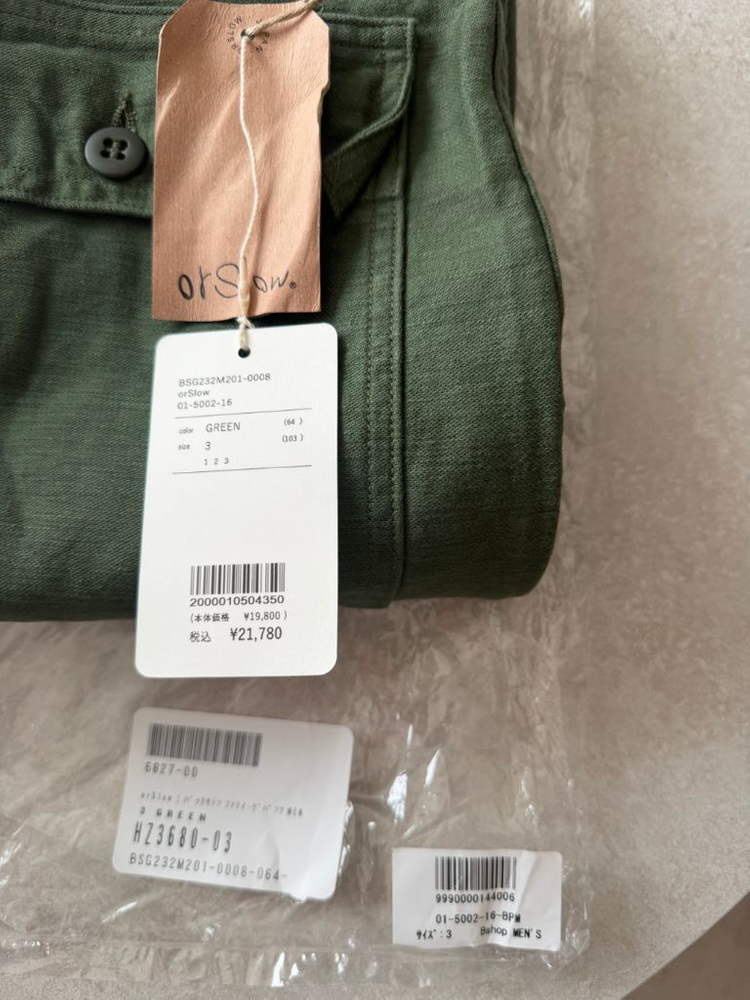 orSlow.
BSG232M201-0008
orSlow
01-5002-16
color GREEN (64 )
size 3 (103 )
1 2 3
2000010504350
(本体価格 ¥19,800 )
税込 ¥21,780
6827-00
3 GREEN
HZ3680-03
BSG232M201-0008-064-
9990000144006
01-5002-16-BPM
ｻｲｽﾞ:3 Bshop MEN'S